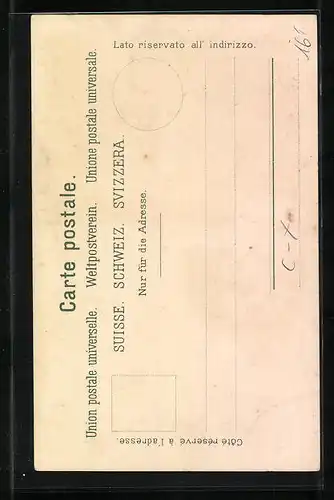 Carte postale.
Union postale universelle. Weltpostverein. Unione postale universale.
SUISSE. SCHWEIZ. SVIZZERA.
Nur für die Adresse.
Côté réservé à l'adresse.
Lato riservato all' indirizzo.
161